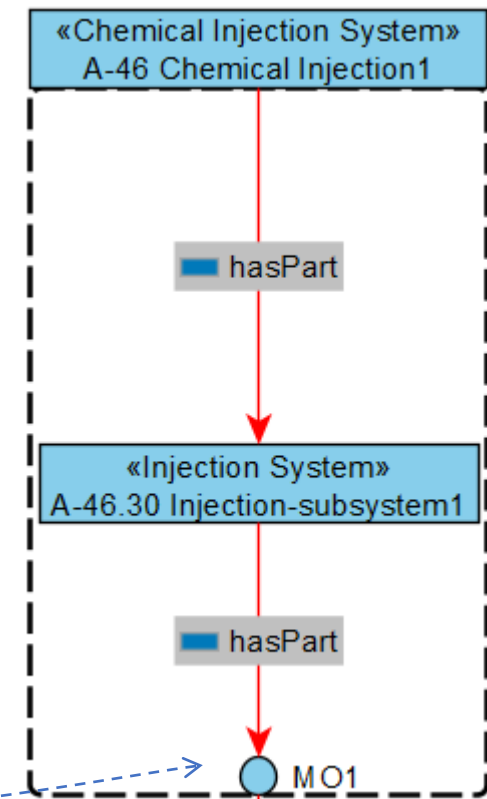 «Chemical Injection System»
A-46 Chemical Injection1
hasPart
«Injection System»
A-46.30 Injection-subsystem1
hasPart
MO1